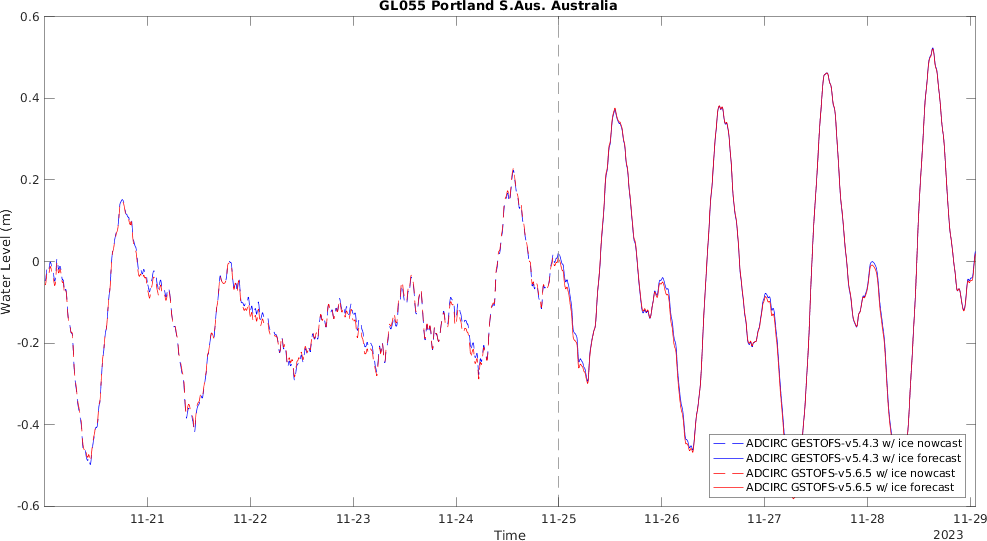 GL055 Portland S.Aus. Australia
0.6
0.4
0.2
0
-0.2
-0.4
-0.6
Water Level (m)
11-21
11-22
11-23
11-24
11-25
11-26
11-27
11-28
11-29
Time
2023
ADCIRC GESTOFS-v5.4.3 w/ ice nowcast
ADCIRC GESTOFS-v5.4.3 w/ ice forecast
ADCIRC GSTOFS-v5.6.5 w/ ice nowcast
ADCIRC GSTOFS-v5.6.5 w/ ice forecast